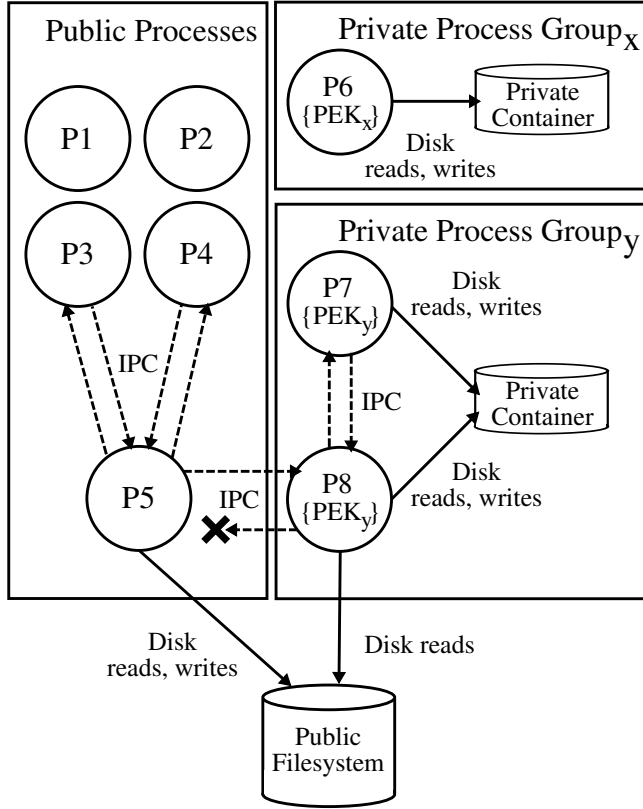 Public Processes
P1
P2
P3
P4
IPC
P5
Private Process Group_x
P6
{PEK_x}
Disk
reads, writes
Private
Container
Private Process Group_y
P7
{PEK_y}
Disk
reads, writes
IPC
Private
Container
P8
{PEK_y}
Disk
reads, writes
IPC
Disk
reads, writes
Disk reads
Public
Filesystem